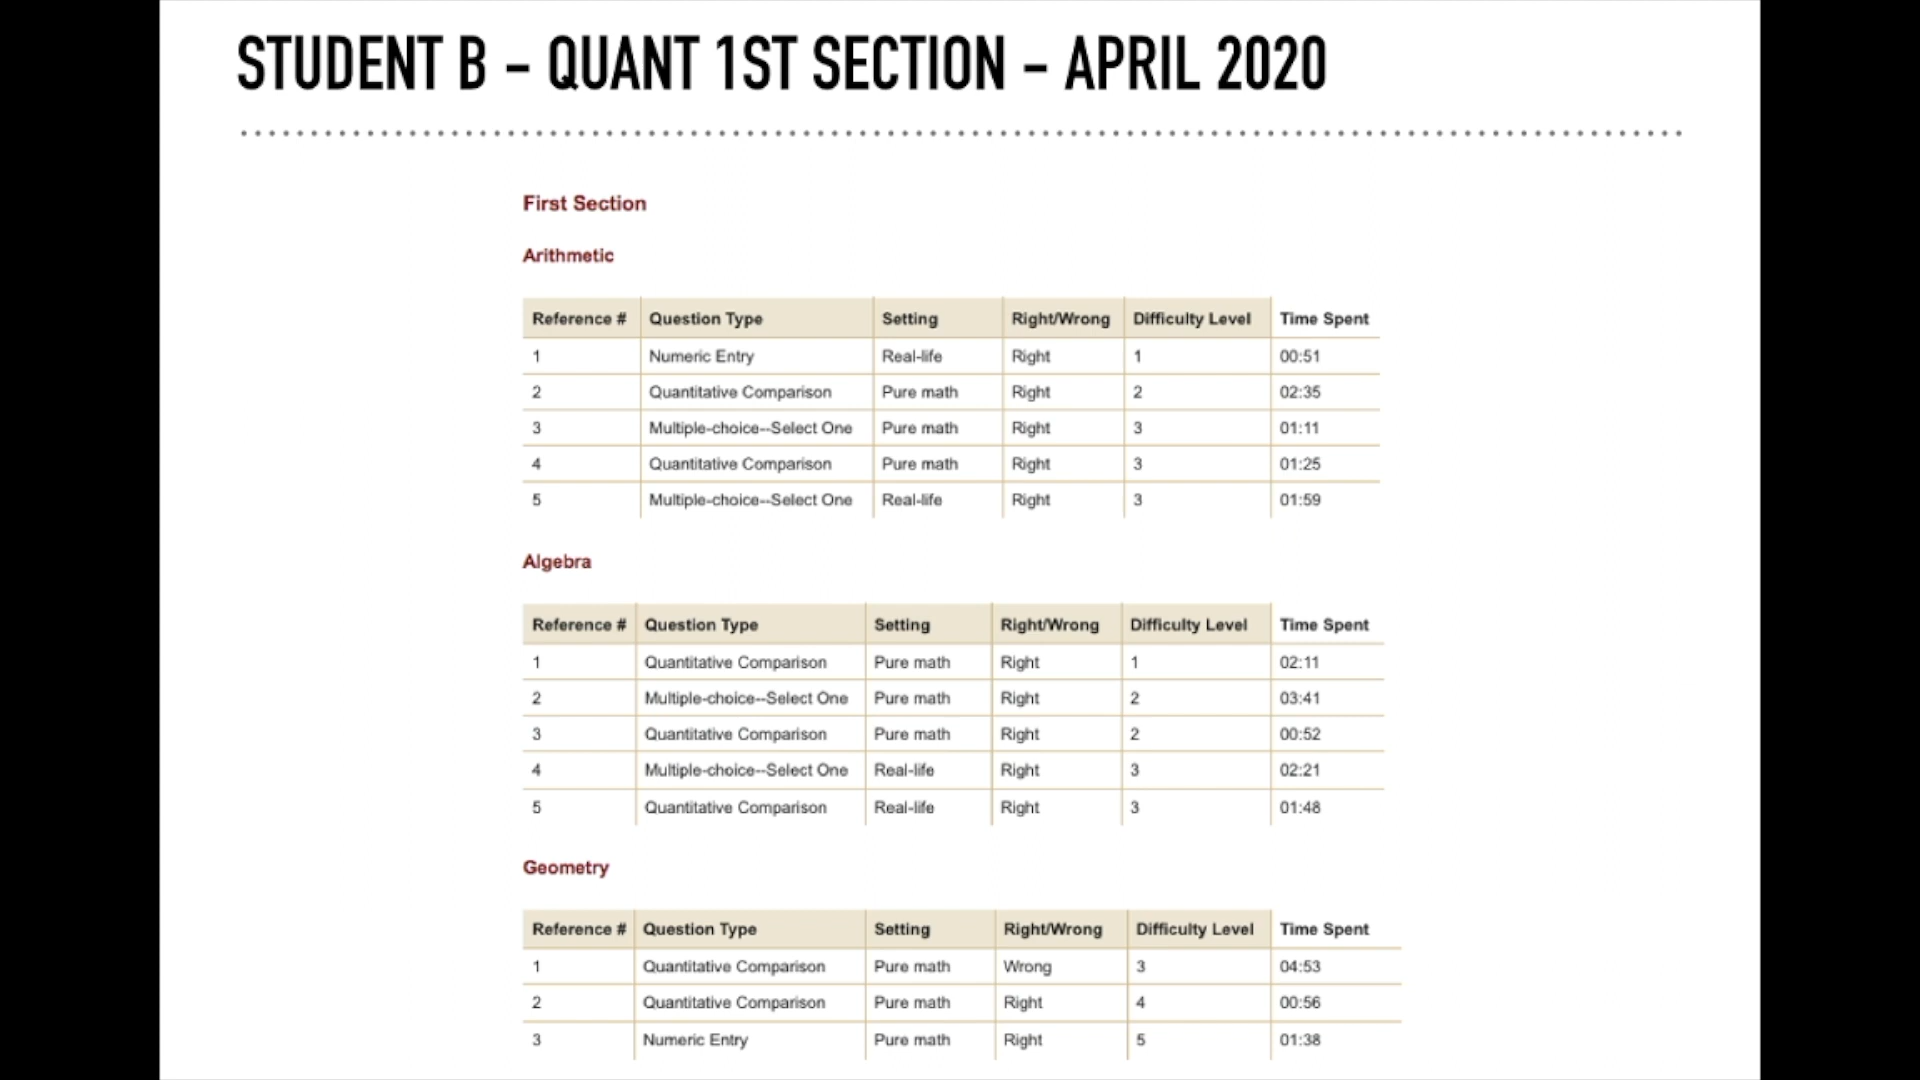 STUDENT B - QUANT 1ST SECTION - APRIL 2020
First Section
Arithmetic
Reference # Question Type Setting Right/Wrong Difficulty Level Time Spent
1 Numeric Entry Real-life Right 1 00:51
2 Quantitative Comparison Pure math Right 2 02:35
3 Multiple-choice--Select One Pure math Right 3 01:11
4 Quantitative Comparison Pure math Right 3 01:25
5 Multiple-choice--Select One Real-life Right 3 01:59
Algebra
Reference # Question Type Setting Right/Wrong Difficulty Level Time Spent
1 Quantitative Comparison Pure math Right 1 02:11
2 Multiple-choice--Select One Pure math Right 2 03:41
3 Quantitative Comparison Pure math Right 2 00:52
4 Multiple-choice--Select One Real-life Right 3 02:21
5 Quantitative Comparison Real-life Right 3 01:48
Geometry
Reference # Question Type Setting Right/Wrong Difficulty Level Time Spent
1 Quantitative Comparison Pure math Wrong 3 04:53
2 Quantitative Comparison Pure math Right 4 00:56
3 Numeric Entry Pure math Right 5 01:38